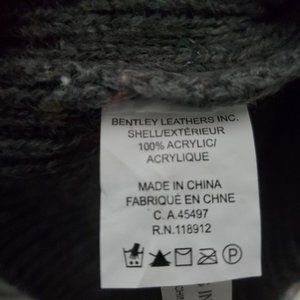 BENTLEY LEATHERS INC.
SHELL/EXTÉRIEUR
100% ACRYLIC/
ACRYLIQUE
MADE IN CHINA
FABRIQUÉ EN CHNE
C. A.45497
R.N.118912